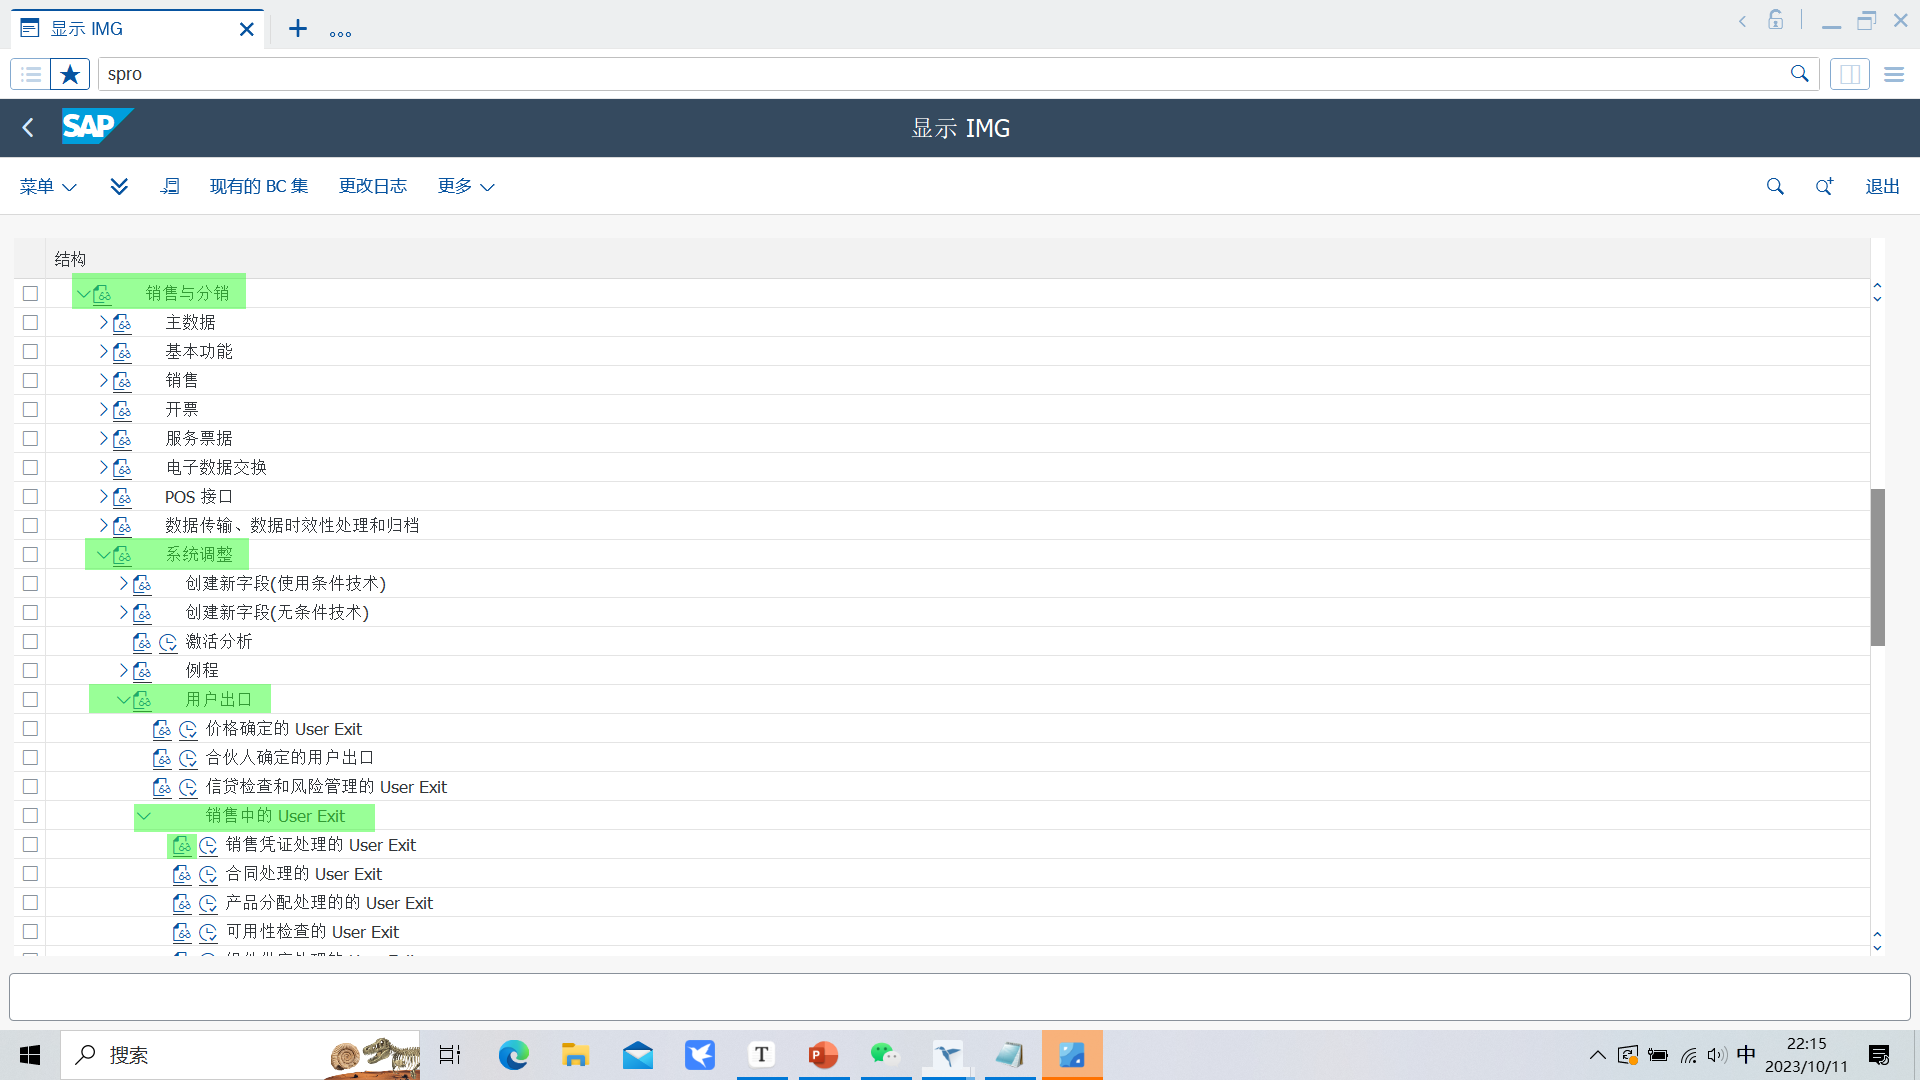 显示 IMG
spro
SAP
显示 IMG
菜单
现有的 BC 集
更改日志
更多
退出
结构
销售与分销
主数据
基本功能
销售
开票
服务票据
电子数据交换
POS 接口
数据传输、数据时效性处理和归档
系统调整
创建新字段(使用条件技术)
创建新字段(无条件技术)
激活分析
例程
用户出口
价格确定的 User Exit
合伙人确定的用户出口
信贷检查和风险管理的 User Exit
销售中的 User Exit
销售凭证处理的 User Exit
合同处理的 User Exit
产品分配处理的的 User Exit
可用性检查的 User Exit
搜索
T
P
中
22:15
2023/10/11